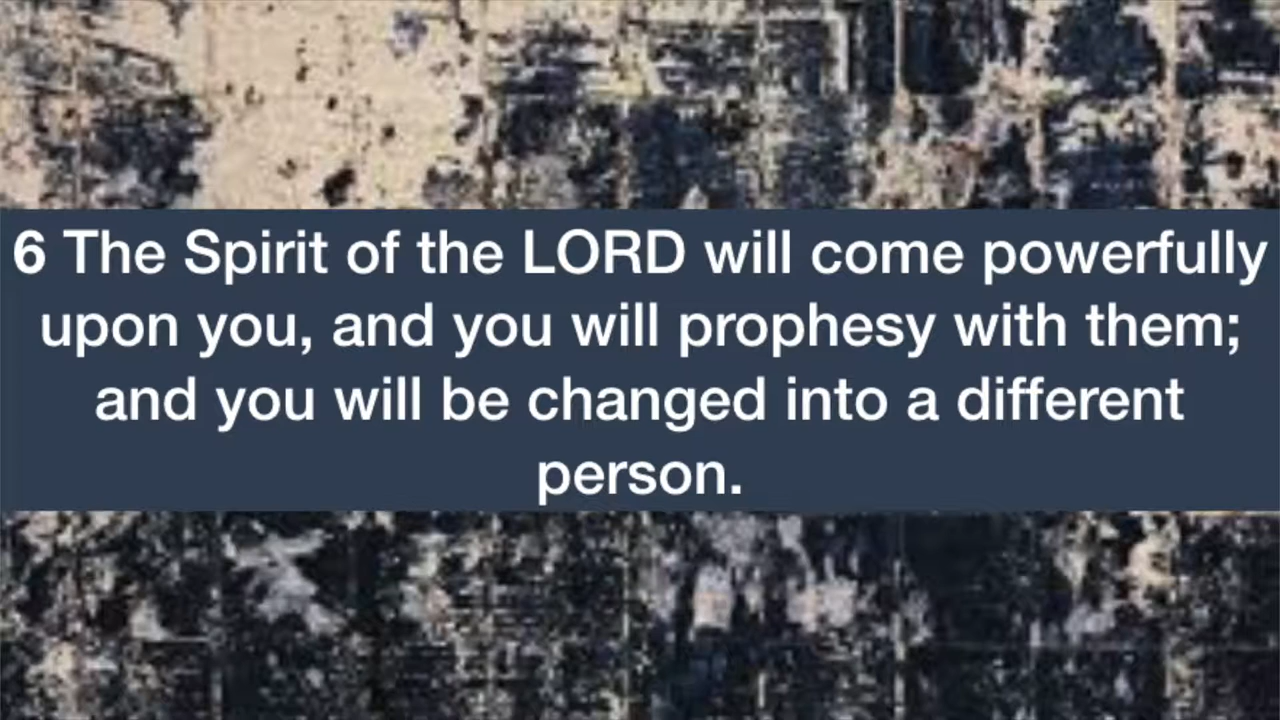 6 The Spirit of the LORD will come powerfully
upon you, and you will prophesy with them;
and you will be changed into a different
person.